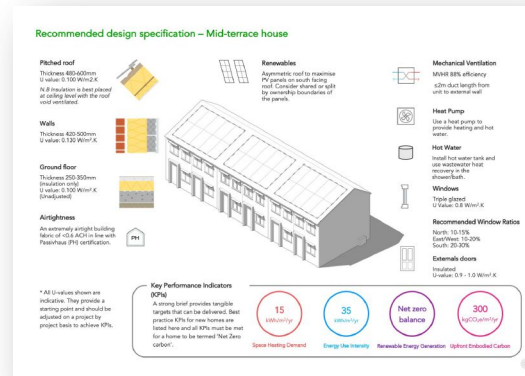 Recommended design specification – Mid-terrace house
Pitched roof
Thickness 480-600mm
U value: 0.100 W/m2.K
N.B Insulation is best placed
at ceiling level with the roof
void ventilated.
Walls
Thickness 420-500mm
U value: 0.130 W/m².K
Ground floor
Thickness 250-350mm
(insulation only)
U value: 0.100 W/m².K
(Unadjusted)
Airtightness
An extremely airtight building
fabric of <0.6 ACH in line with
Passivhaus (PH) certification.
PH
* All U-values shown are
indicative. They provide a
starting point and should be
adjusted on a project by
project basis to achieve KPIs.
Renewables
Asymmetric roof to maximise
PV panels on south facing
roof. Consider shared or split
by ownership boundaries of
the panels.
Mechanical Ventilation
MVHR 88% efficiency
≤2m duct length from
unit to external wall
Heat Pump
Use a heat pump to
provide heating and hot
water.
Hot Water
Install hot water tank and
use wastewater heat
recovery in the
shower/bath.
Windows
Triple glazed
U Value: 0.8 W/m².K
Recommended Window Ratios
North: 10-15%
East/West: 10-20%
South: 20-30%
Externals doors
Insulated
U-value: 0.9 - 1.0 W/m².K
Key Performance Indicators
(KPIs)
A strong brief provides tangible
targets that can be delivered. Best
practice KPIs for new homes are
listed here and all KPIs must be met
for a home to be termed 'Net Zero
carbon'.
15
kWh/m²/yr
Space Heating Demand
35
kWh/m²/yr
Energy Use Intensity
Net zero
balance
Renewable Energy Generation
300
kgCO₂e/m²/yr
Upfront Embodied Carbon